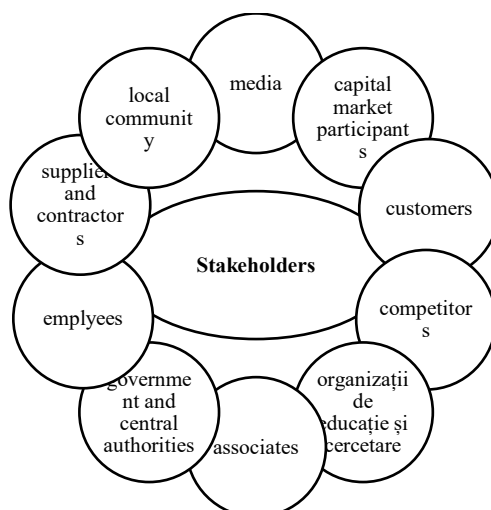 media
capital
market
participant
s
customers
competitor
s
organizații
de
educație și
cercetare
associates
governme
nt and
central
authorities
emplyees
supplier
and
contractor
s
local
communit
y
Stakeholders